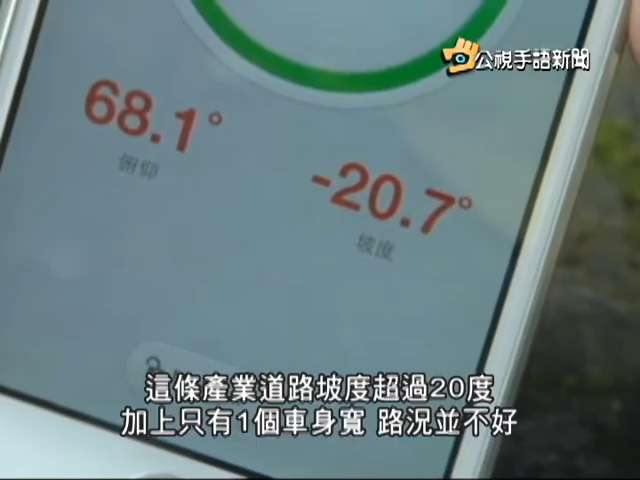 公視手語新聞
68.1°
俯仰
-20.7°
坡度
這條產業道路坡度超過20度
加上只有1個車身寬 路況並不好